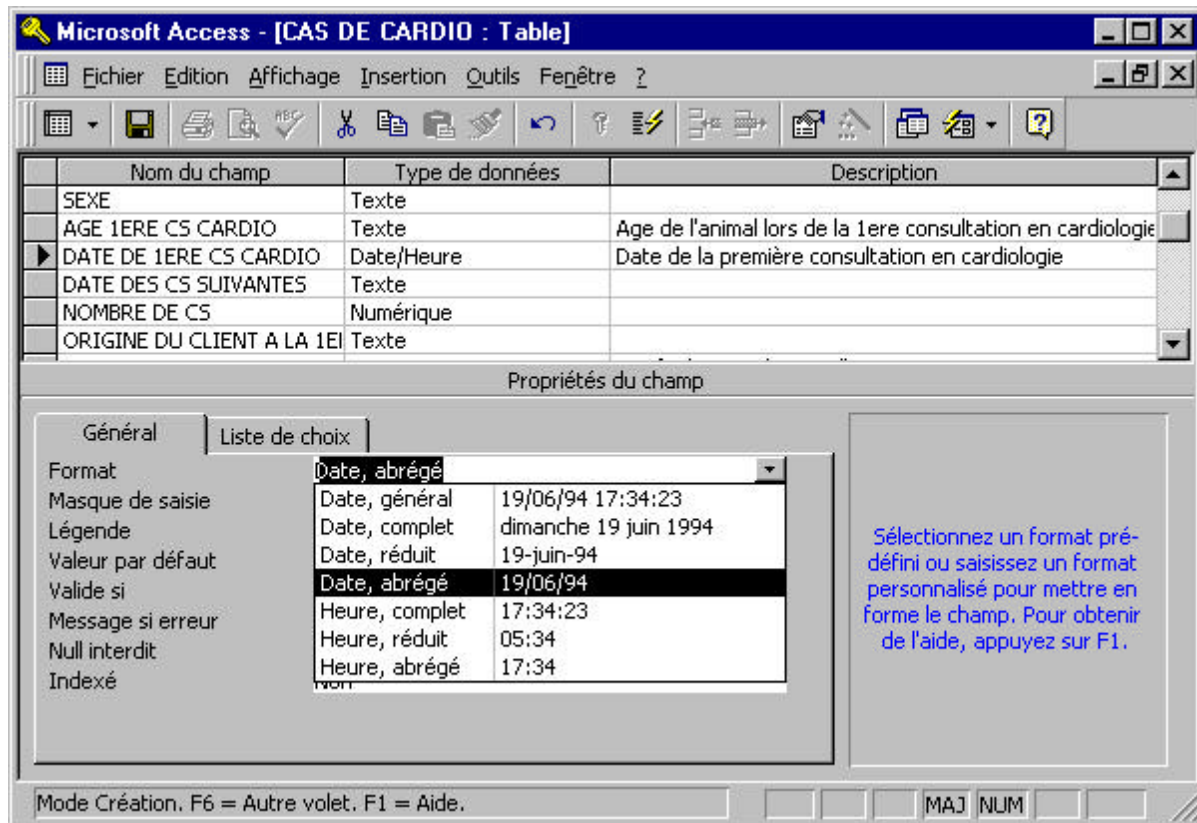 Microsoft Access - [CAS DE CARDIO : Table]
Fichier Edition Affichage Insertion Outils Fenêtre ?
Nom du champ Type de données Description
SEXE Texte
AGE 1ERE CS CARDIO Texte Age de l'animal lors de la 1ere consultation en cardiologie
DATE DE 1ERE CS CARDIO Date/Heure Date de la première consultation en cardiologie
DATE DES CS SUIVANTES Texte
NOMBRE DE CS Numérique
ORIGINE DU CLIENT A LA 1E Texte
Propriétés du champ
Général Liste de choix
Format Date, abrégé
Masque de saisie Date, général 19/06/94 17:34:23
Légende Date, complet dimanche 19 juin 1994
Valeur par défaut Date, réduit 19-juin-94
Valide si Date, abrégé 19/06/94
Message si erreur Heure, complet 17:34:23
Null interdit Heure, réduit 05:34
Indexé Heure, abrégé 17:34
Non
Sélectionnez un format pré-
défini ou saisissez un format
personnalisé pour mettre en
forme le champ. Pour obtenir
de l'aide, appuyez sur F1.
Mode Création. F6 = Autre volet. F1 = Aide. MAJ NUM